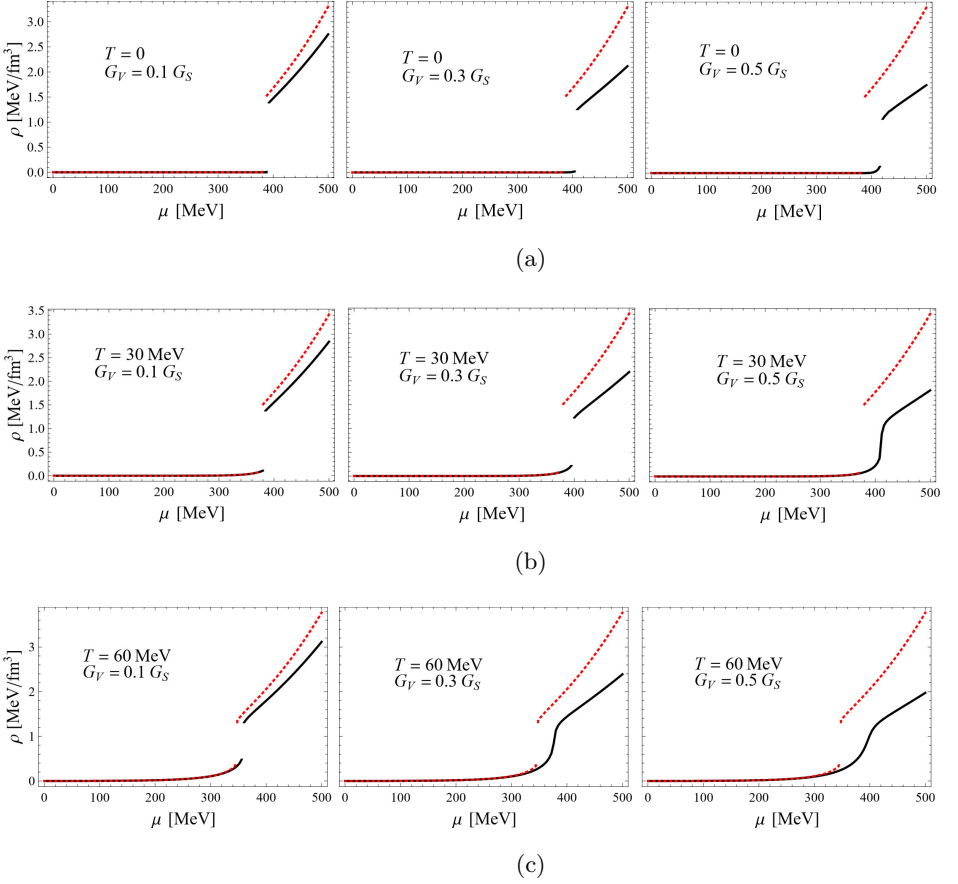 3.0
2.5
2.0
1.5
1.0
0.5
0.0
ρ [MeV/fm³]
T = 0
G_V = 0.1 G_S
0 100 200 300 400 500
μ [MeV]
T = 0
G_V = 0.3 G_S
0 100 200 300 400 500
μ [MeV]
T = 0
G_V = 0.5 G_S
0 100 200 300 400 500
μ [MeV]
(a)
3.5
3.0
2.5
2.0
1.5
1.0
0.5
0.0
ρ [MeV/fm³]
T = 30 MeV
G_V = 0.1 G_S
0 100 200 300 400 500
μ [MeV]
T = 30 MeV
G_V = 0.3 G_S
0 100 200 300 400 500
μ [MeV]
T = 30 MeV
G_V = 0.5 G_S
0 100 200 300 400 500
μ [MeV]
(b)
3
2
1
0
ρ [MeV/fm³]
T = 60 MeV
G_V = 0.1 G_S
0 100 200 300 400 500
μ [MeV]
T = 60 MeV
G_V = 0.3 G_S
0 100 200 300 400 500
μ [MeV]
T = 60 MeV
G_V = 0.5 G_S
0 100 200 300 400 500
μ [MeV]
(c)